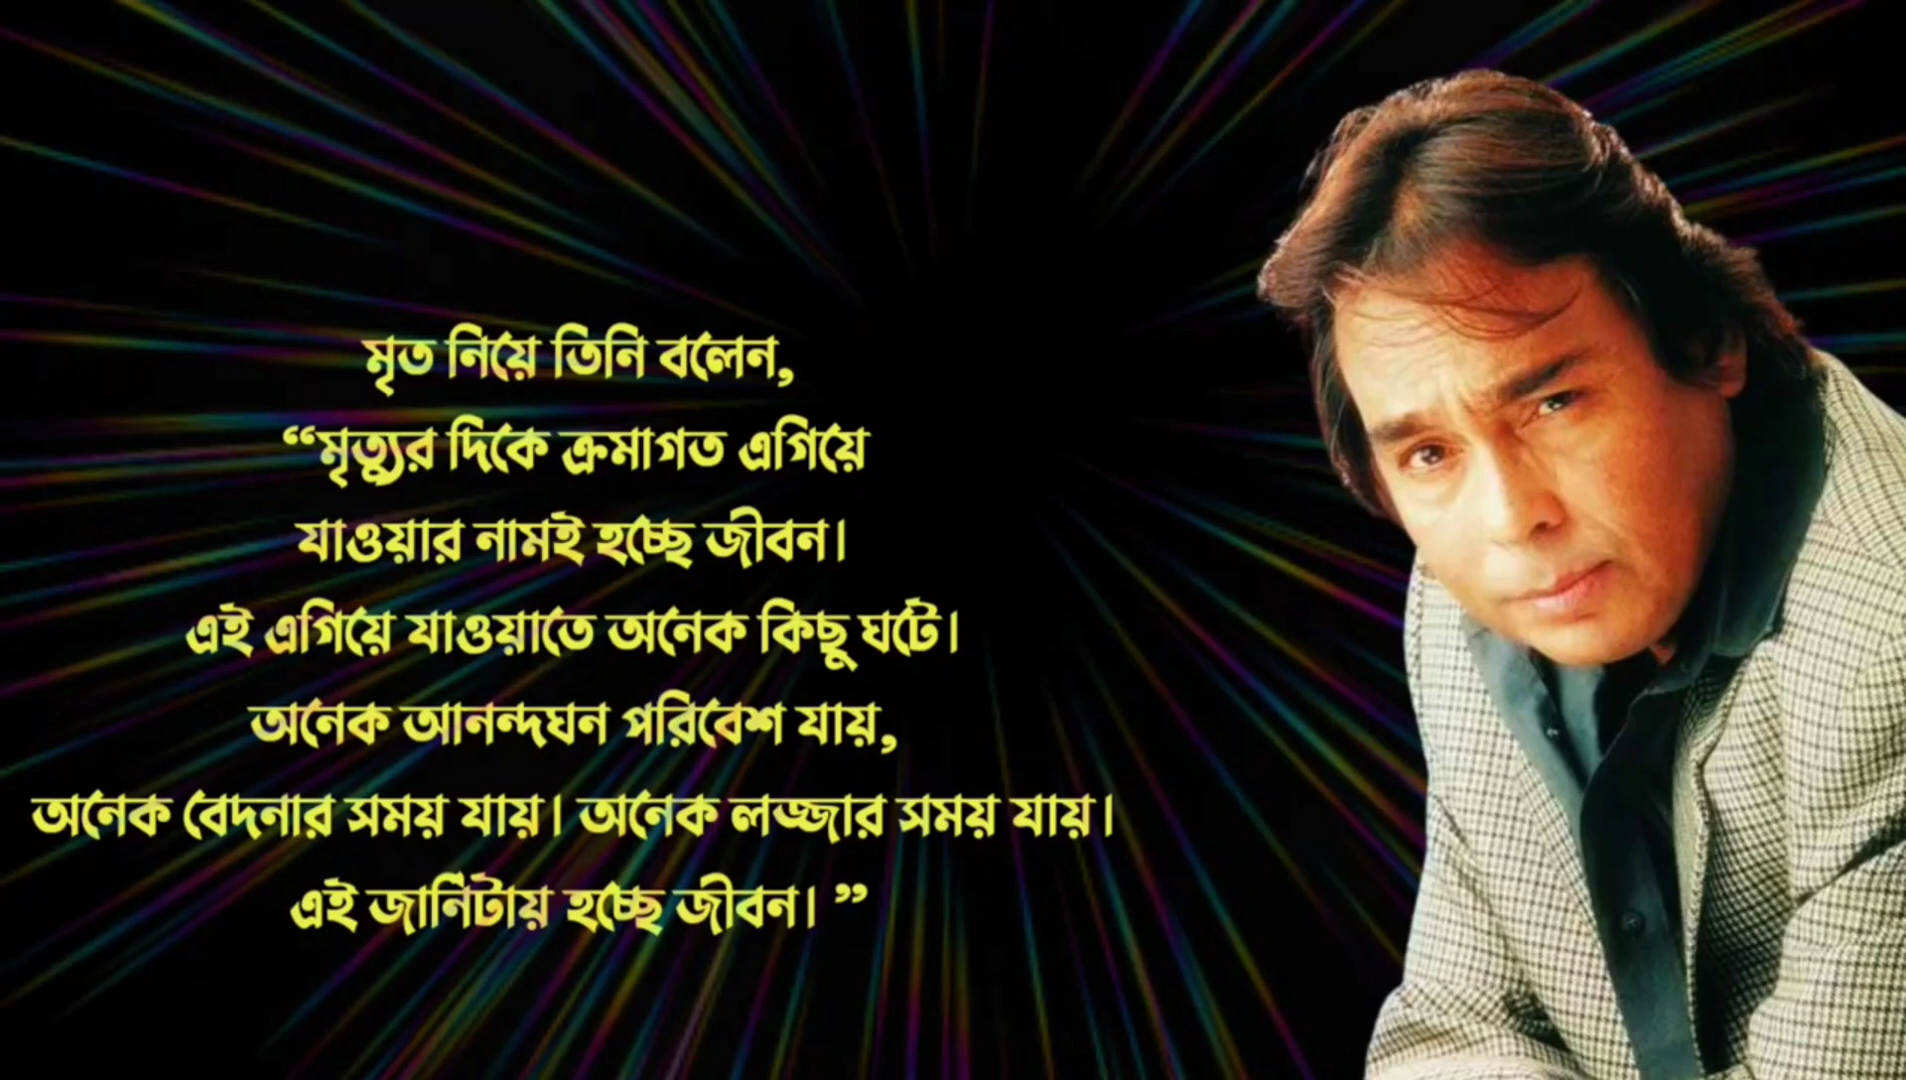 মৃত নিয়ে তিনি বলেন,
“মৃত্যুর দিকে ক্রমাগত এগিয়ে
যাওয়ার নামই হচ্ছে জীবন।
এই এগিয়ে যাওয়াতে অনেক কিছু ঘটে।
অনেক আনন্দঘন পরিবেশ যায়,
অনেক বেদনার সময় যায়। অনেক লজ্জার সময় যায়।
এই জার্নিটায় হচ্ছে জীবন। ”